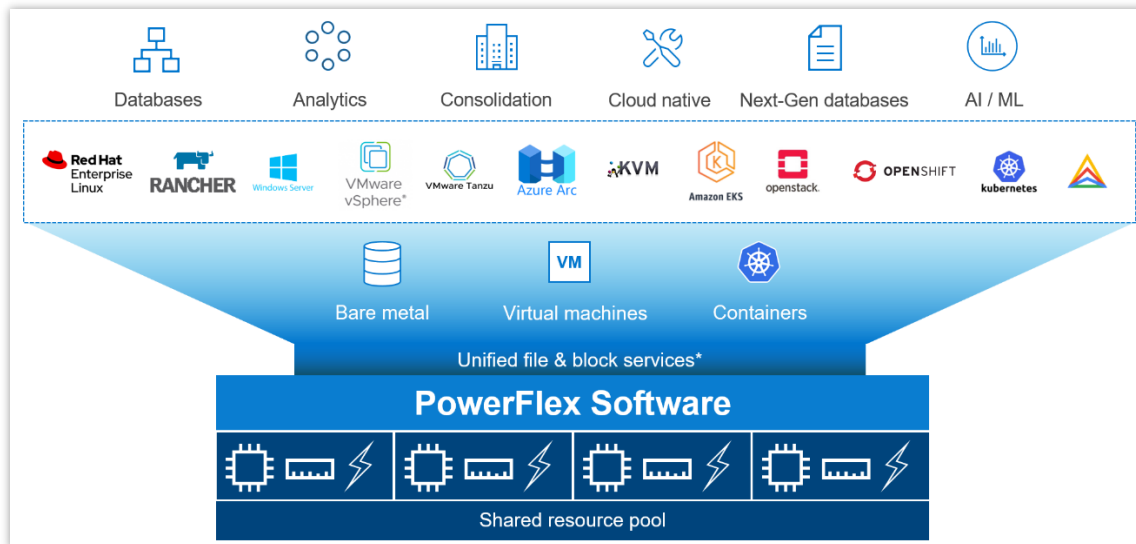 Databases
Analytics
Consolidation
Cloud native
Next-Gen databases
AI / ML
Red Hat
Enterprise
Linux
RANCHER
Windows Server
VMware
vSphere®
VMware Tanzu
Azure Arc
KVM
K
Amazon EKS
openstack.
OPENSHIFT
kubernetes
VM
Bare metal
Virtual machines
Containers
Unified file & block services*
PowerFlex Software
Shared resource pool